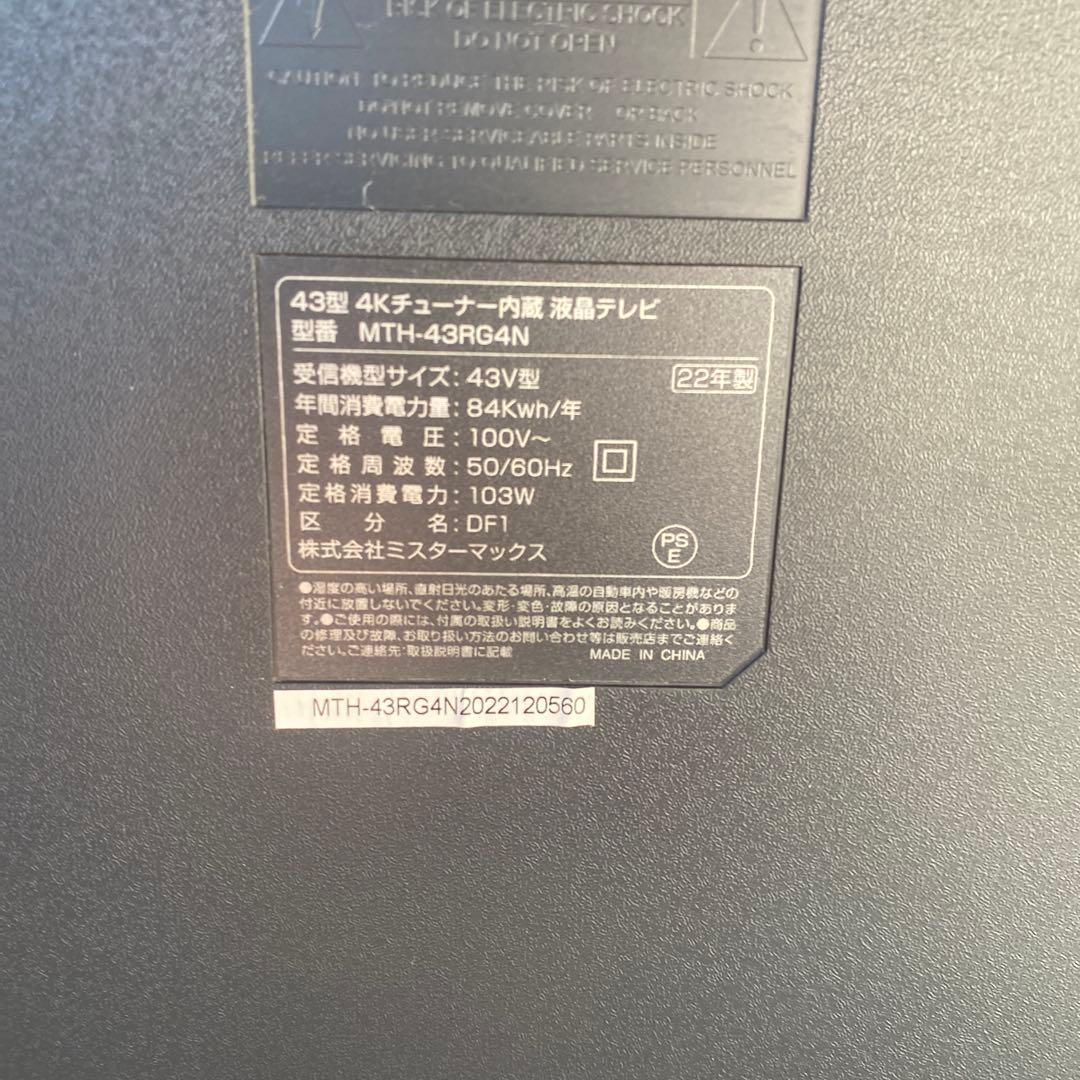 RISK OF ELECTRIC SHOCK
DO NOT OPEN
CAUTION TO REDUCE THE RISK OF ELECTRIC SHOCK
DO NOT REMOVE COVER OR BACK
NO USER SERVICEABLE PARTS INSIDE
REFER SERVICING TO QUALIFIED SERVICE PERSONNEL
43型 4Kチューナー内蔵 液晶テレビ
型番 MTH-43RG4N
受信機型サイズ: 43V型 22年製
年間消費電力量: 84Kwh/年
定格電圧: 100V～
定格周波数: 50/60Hz
定格消費電力: 103W
区分名: DF1
株式会社ミスターマックス
PS
E
●湿度の高い場所、直射日光のあたる場所、高温の自動車内や暖房機などの
付近に放置しないでください。変形・変色・故障の原因となることがありま
す。●ご使用の際には、付属の取扱い説明書をよくお読みください。●商品
の修理及び故障、お取り扱い方法のお問い合わせ等は販売店までご連絡く
ださい。ご連絡先:取扱説明書に記載 MADE IN CHINA
MTH-43RG4N2022120560